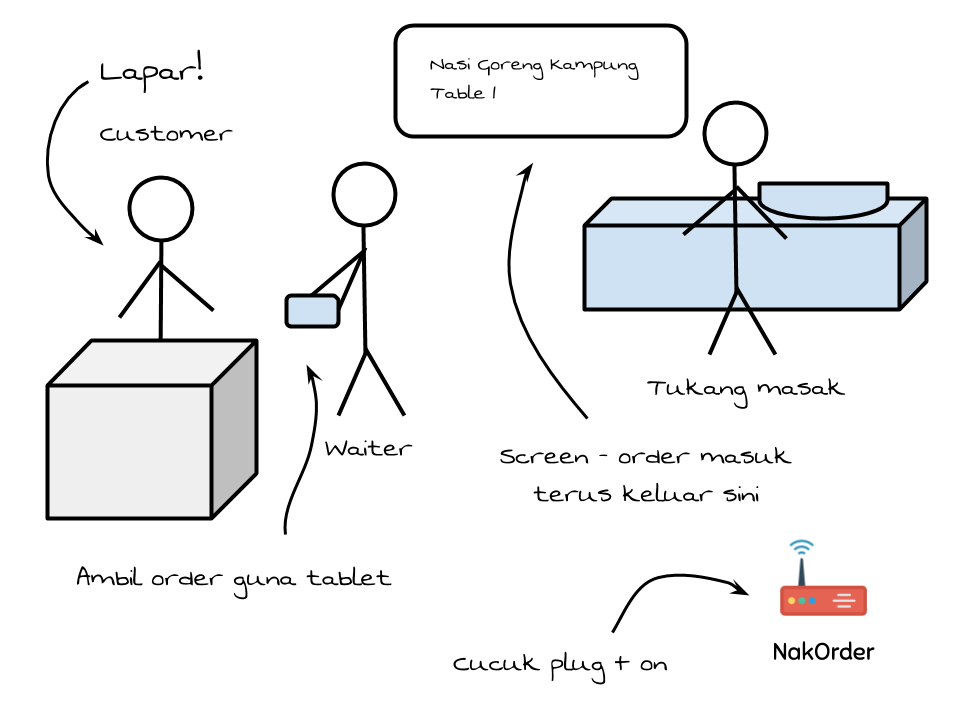 Lapar!
Customer
Nasi Goreng Kampung
Table 1
Waiter
Tukang masak
Screen - order masuk
terus keluar sini
Ambil order guna tablet
Cucuk plug + on
NakOrder